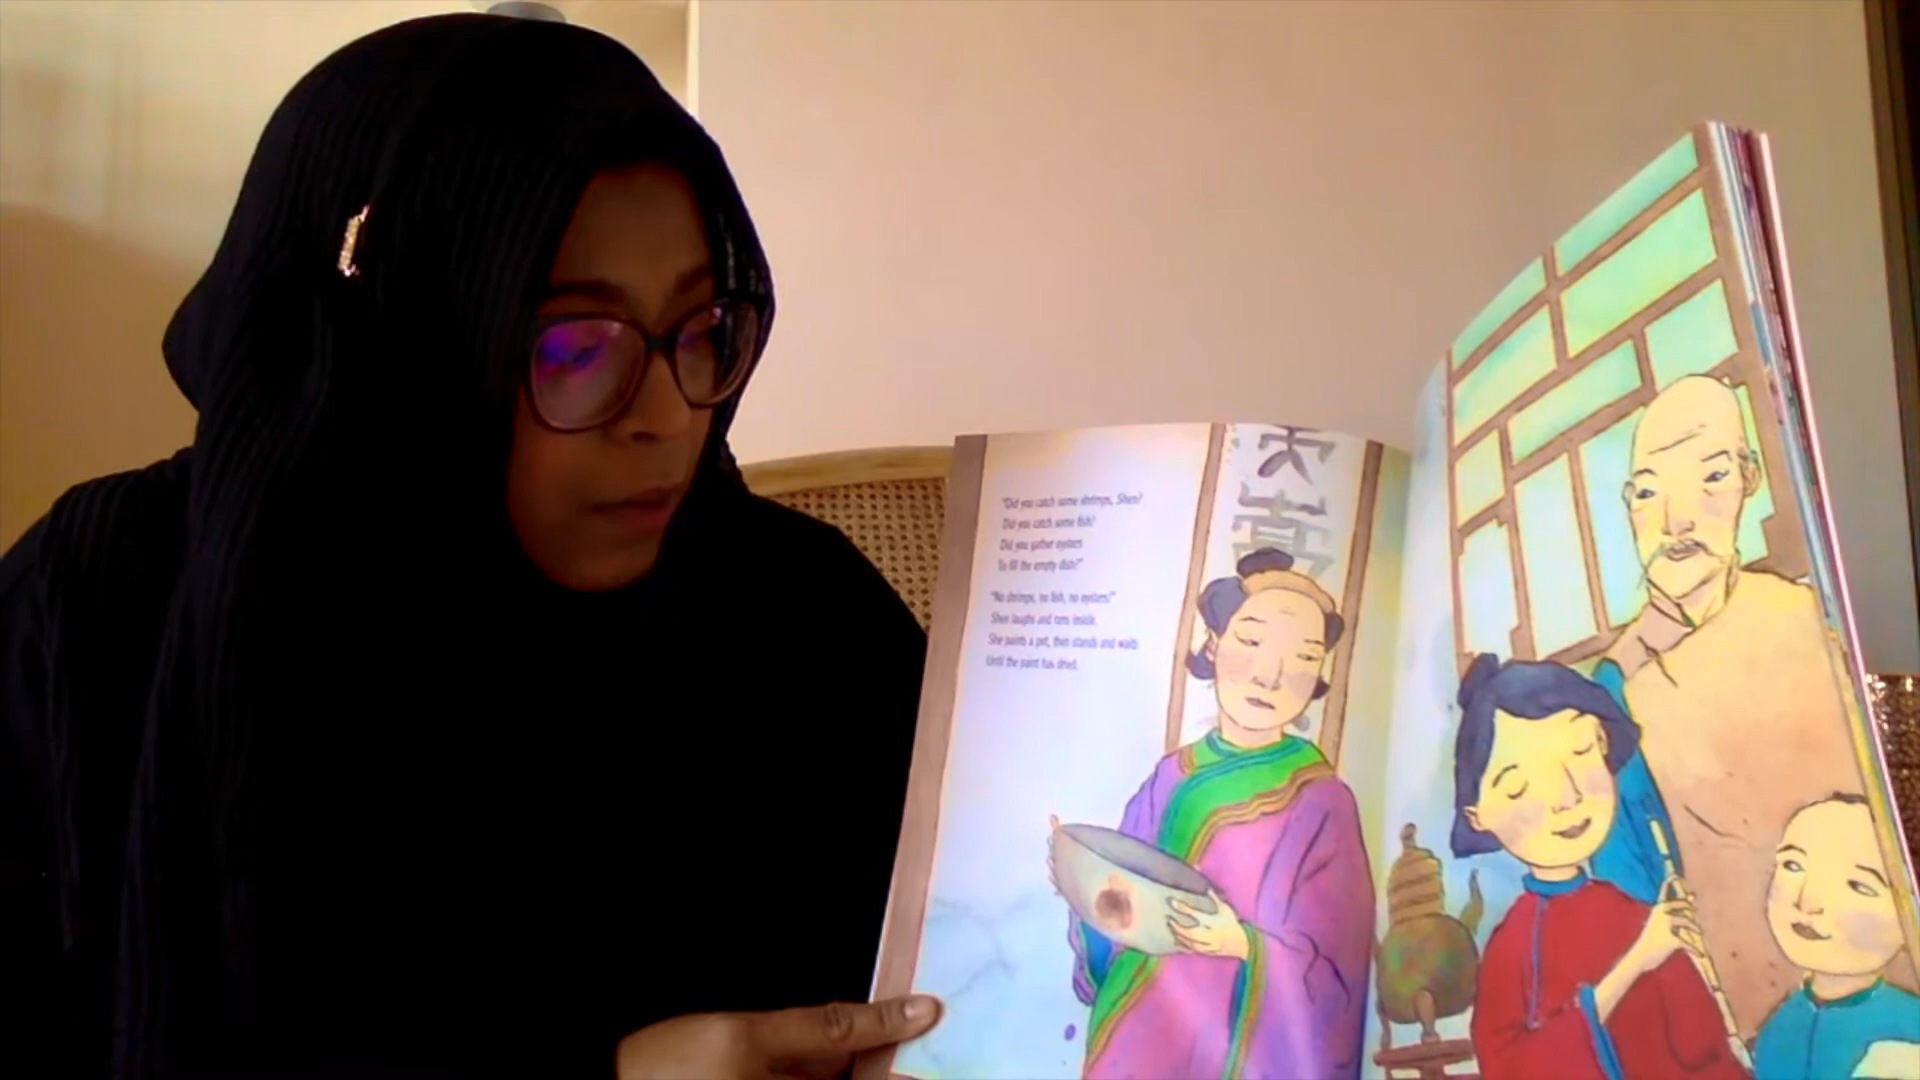 "Did you catch some shrimps, Shen?
Did you catch some fish?
Did you gather oysters
To fill the empty dish?"
"No shrimps, no fish, no oysters!"
Shen laughs and runs inside.
She paints a pot, then stands and waits
Until the paint has dried.